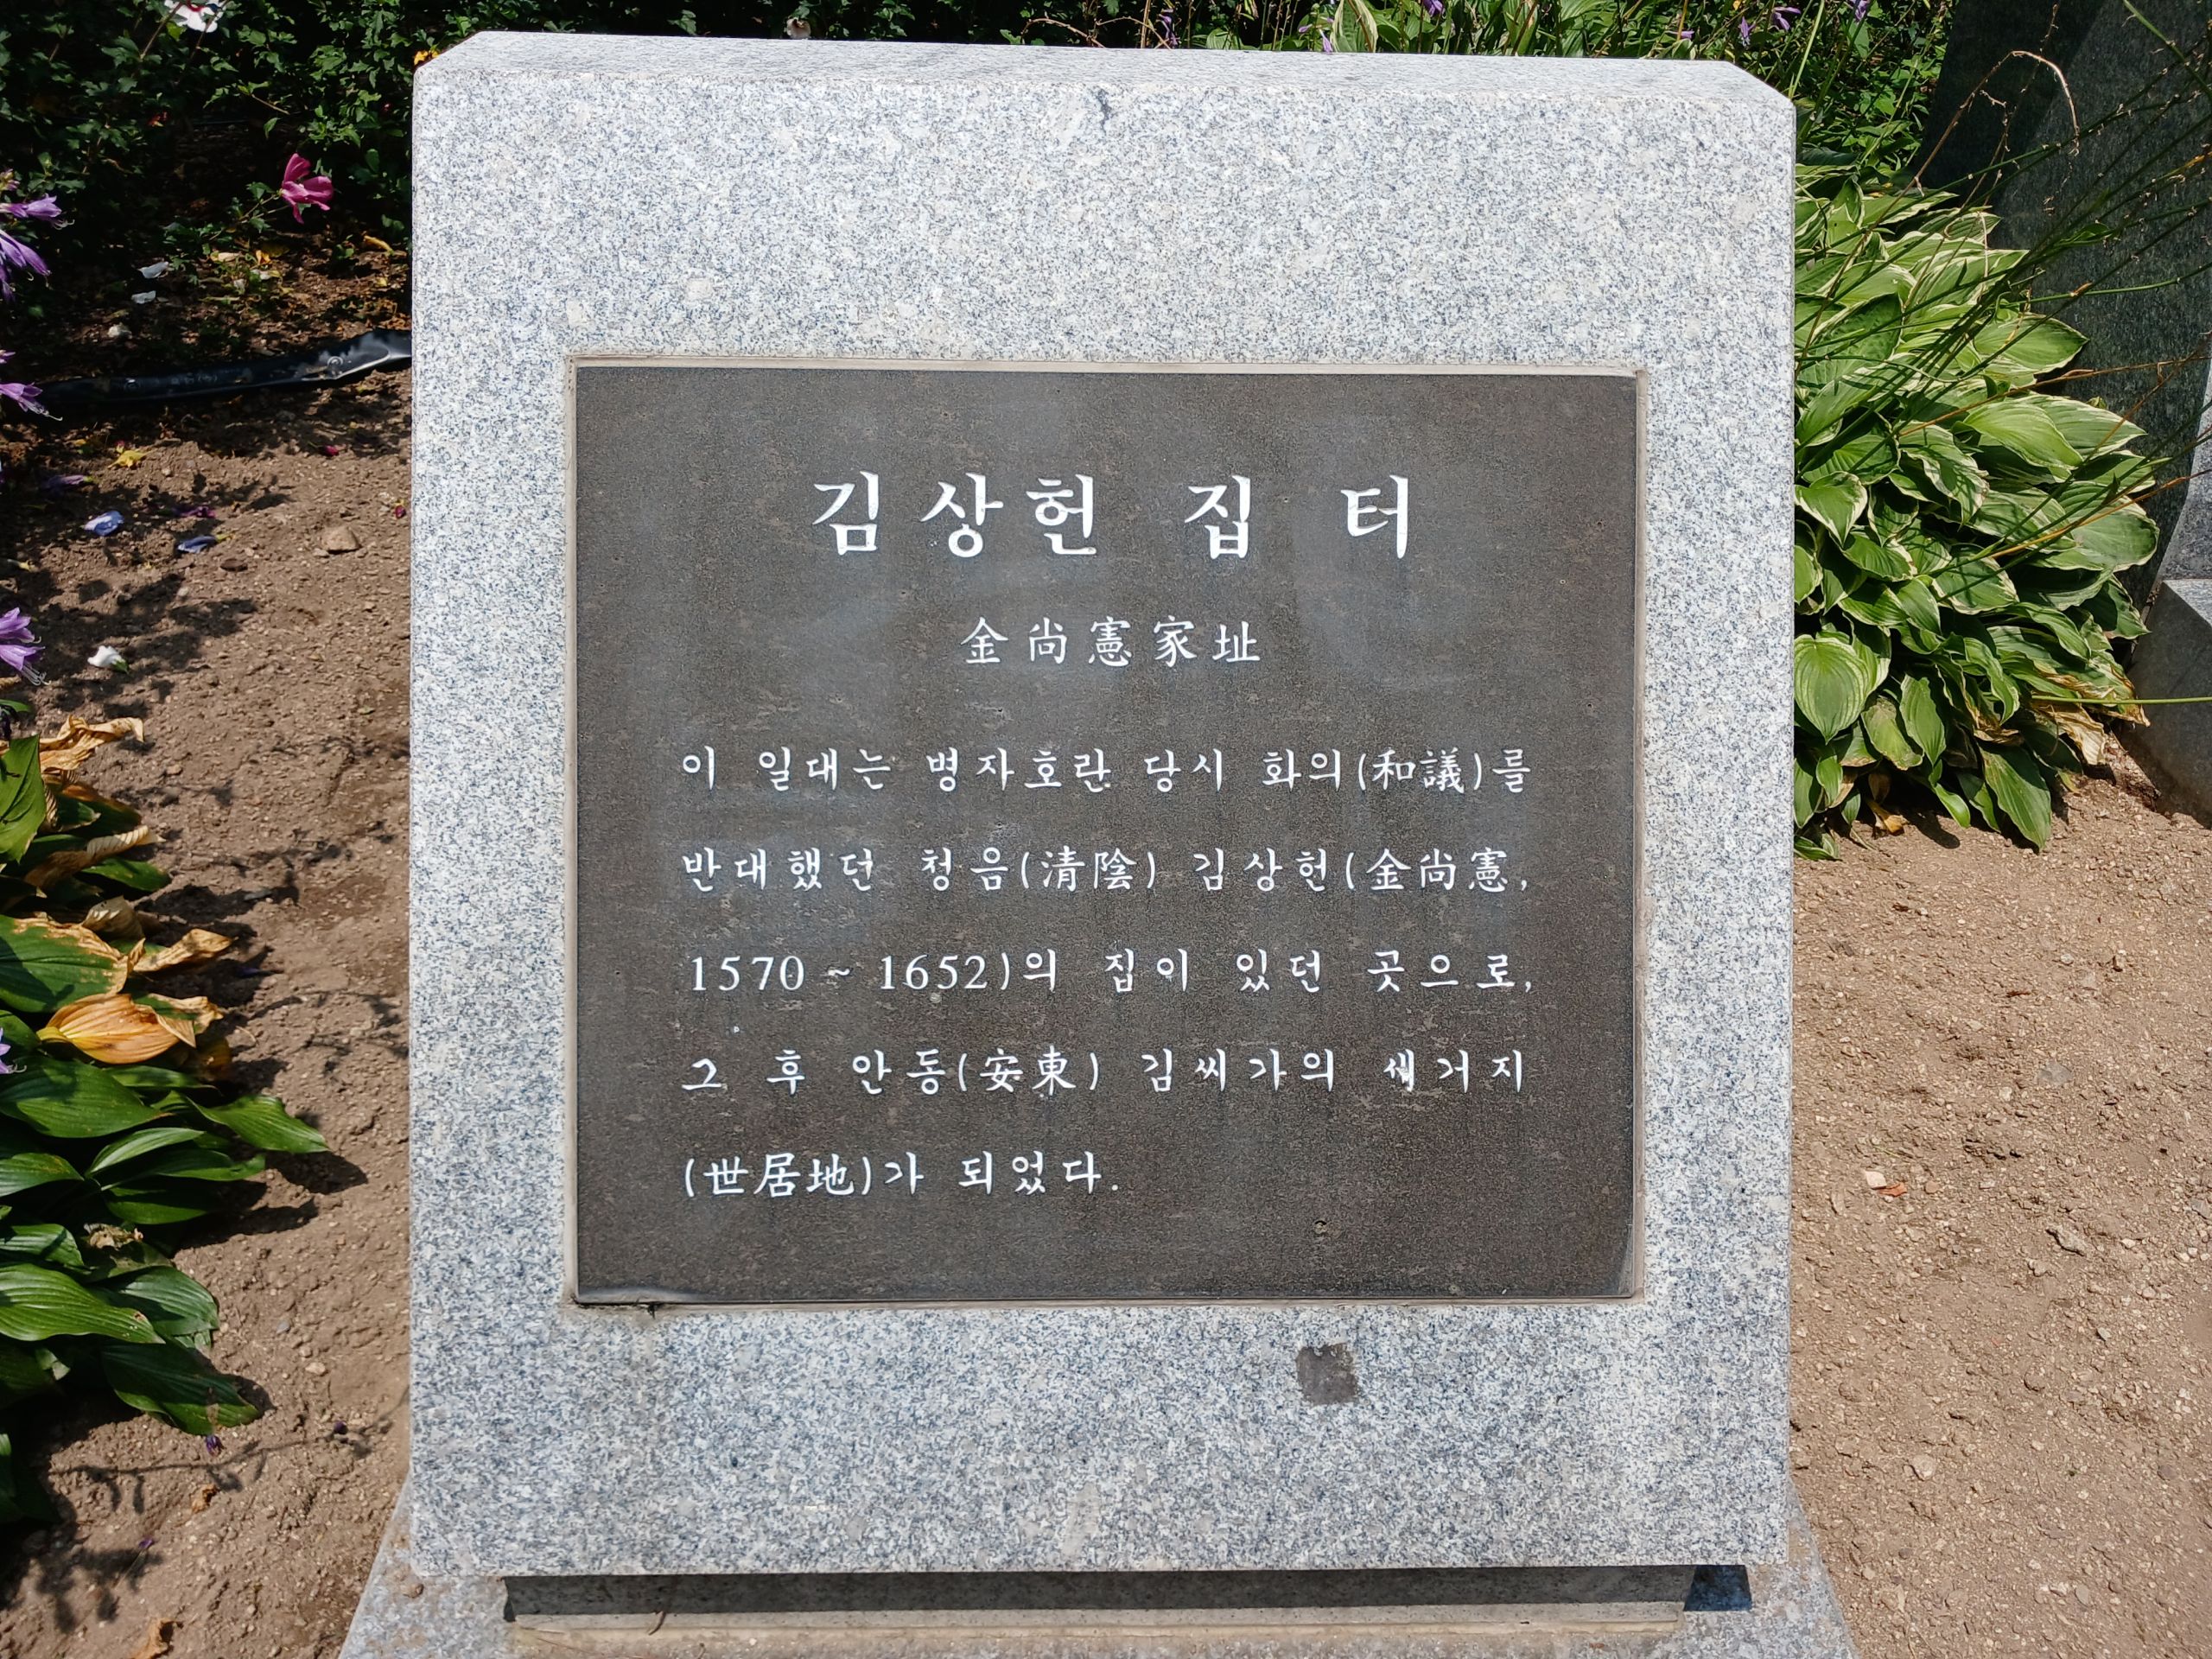 김상헌 집 터
金尙憲家址
이 일대는 병자호란 당시 화의(和議)를
반대했던 청음(清陰) 김상헌(金尙憲,
1570 ~ 1652)의 집이 있던 곳으로,
그 후 안동(安東) 김씨가의 세거지
(世居地)가 되었다.